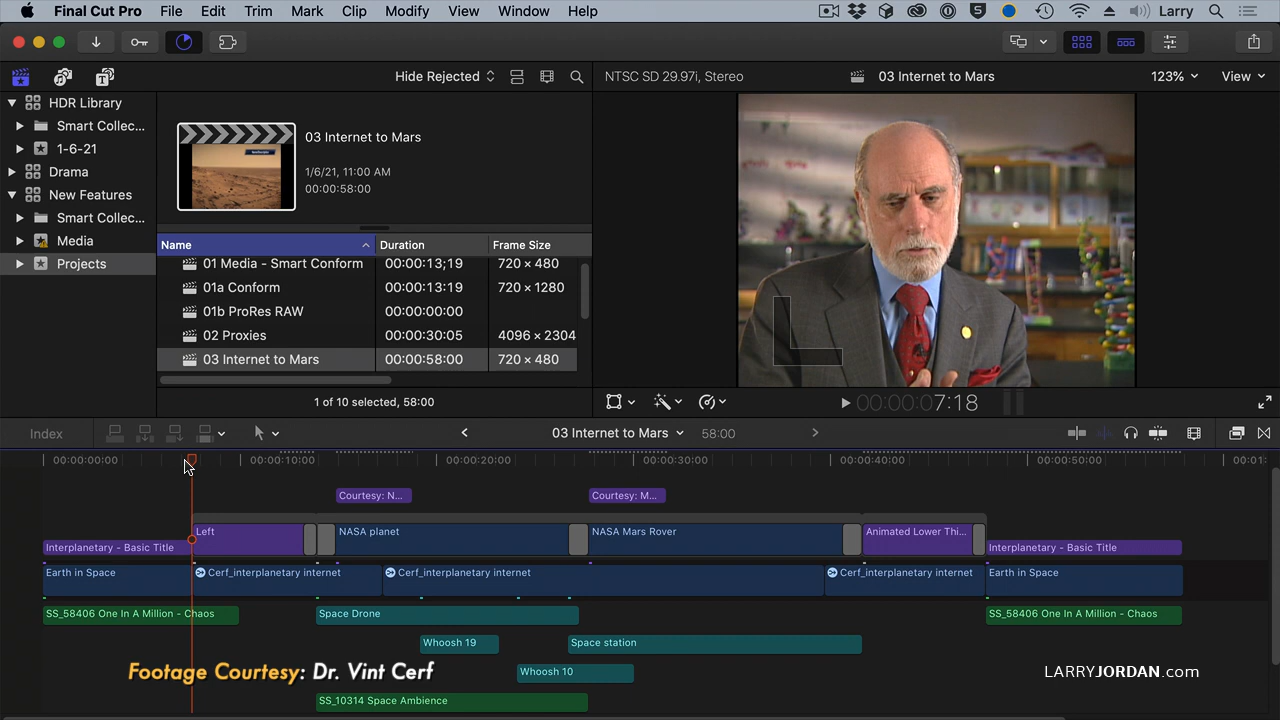 Final Cut Pro File Edit Trim Mark Clip Modify View Window Help Larry
Hide Rejected
NTSC SD 29.97i, Stereo 03 Internet to Mars 123% View
HDR Library
Smart Collec...
1-6-21
Drama
New Features
Smart Collec...
Media
Projects
03 Internet to Mars
1/6/21, 11:00 AM
00:00:58:00
Name Duration Frame Size
01 Media - Smart Conform 00:00:13;19 720 × 480
01a Conform 00:00:13:19 720 × 1280
01b ProRes RAW 00:00:00:00
02 Proxies 00:00:30:05 4096 × 2304
03 Internet to Mars 00:00:58:00 720 × 480
1 of 10 selected, 58:00
00:00:07:18
Index 03 Internet to Mars 58:00
00:00:00:00 00:00:10:00 00:00:20:00 00:00:30:00 00:00:40:00 00:00:50:00 00:01:
Courtesy: N... Courtesy: M...
Left NASA planet NASA Mars Rover Animated Lower Thi...
Interplanetary - Basic Title Interplanetary - Basic Title
Earth in Space Cerf_interplanetary internet Cerf_interplanetary internet Cerf_interplanetary internet Earth in Space
SS_58406 One In A Million - Chaos Space Drone SS_58406 One In A Million - Chaos
Whoosh 19 Space station
Whoosh 10
SS_10314 Space Ambience
Footage Courtesy: Dr. Vint Cerf
LARRYJORDAN.com